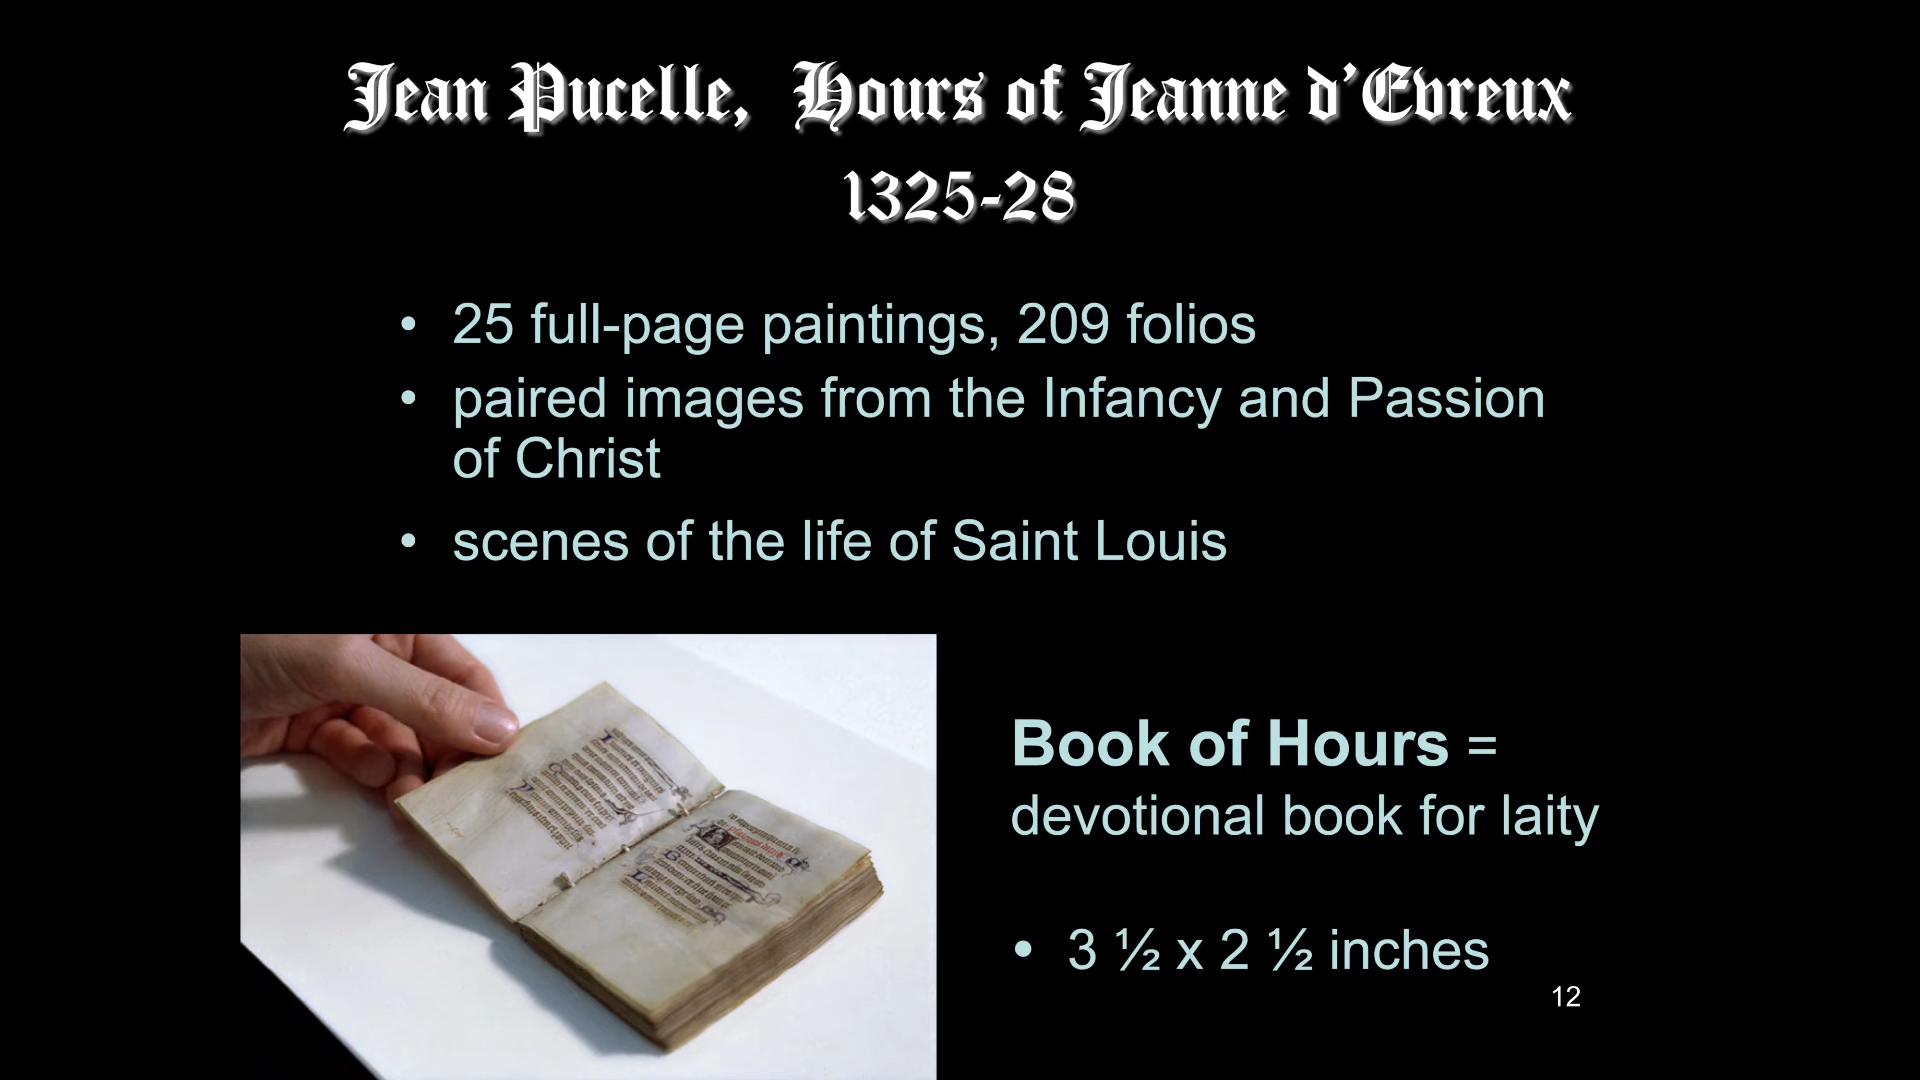 Jean Pucelle, Hours of Jeanne d’Evreux
1325-28
• 25 full-page paintings, 209 folios
• paired images from the Infancy and Passion
of Christ
• scenes of the life of Saint Louis
Book of Hours =
devotional book for laity
• 3 ½ x 2 ½ inches
12